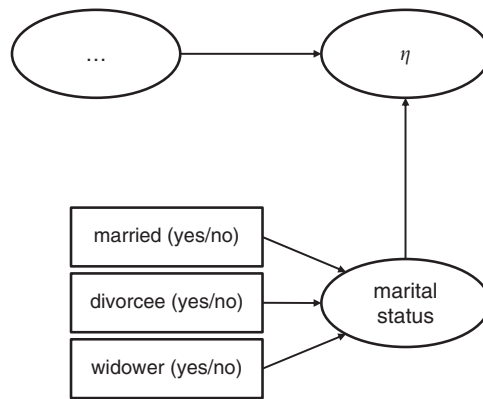 ...
η
married (yes/no)
divorcee (yes/no)
widower (yes/no)
marital
status